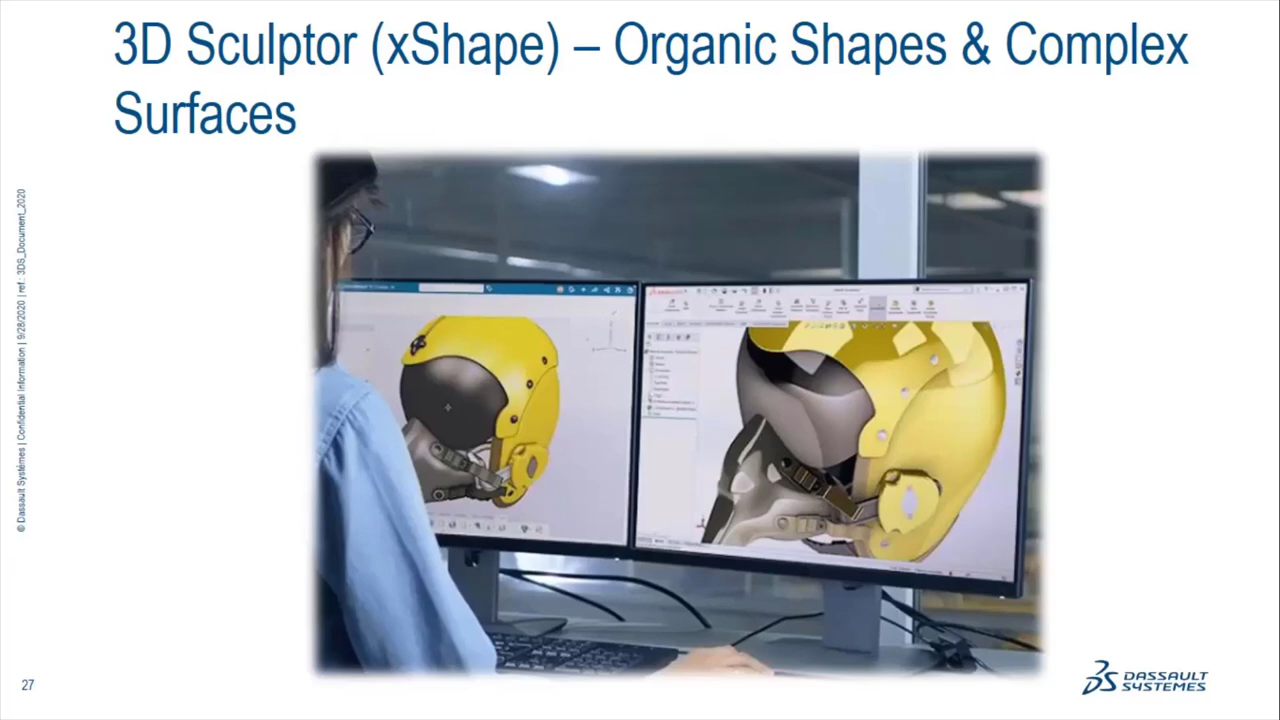 3D Sculptor (xShape) – Organic Shapes & Complex
Surfaces
© Dassault Systèmes | Confidential Information | 9/28/2020 | ref.: 3DS_Document_2020
27
DASSAULT
SYSTEMES